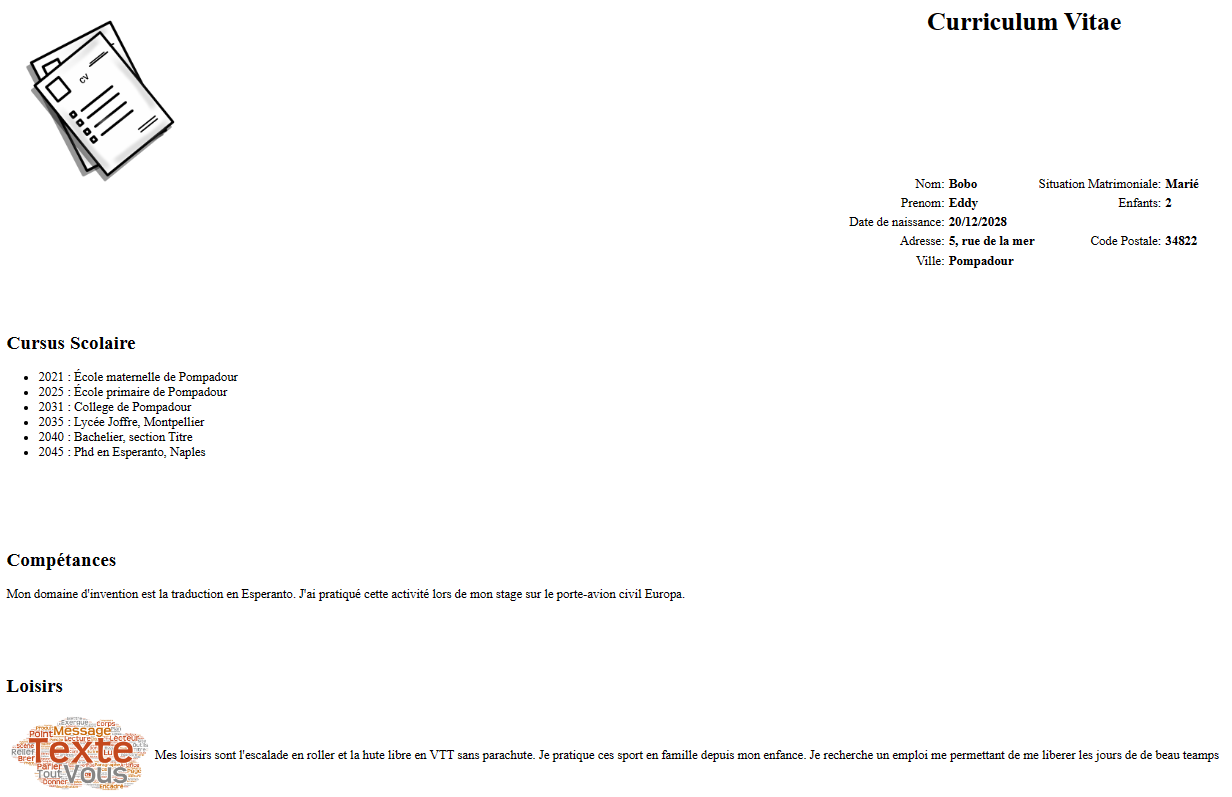 CV
Curriculum Vitae
Nom: Bobo Situation Matrimoniale: Marié
Prenom: Eddy Enfants: 2
Date de naissance: 20/12/2028
Adresse: 5, rue de la mer Code Postale: 34822
Ville: Pompadour
Cursus Scolaire
2021 : École maternelle de Pompadour
2025 : École primaire de Pompadour
2031 : College de Pompadour
2035 : Lycée Joffre, Montpellier
2040 : Bachelier, section Titre
2045 : Phd en Esperanto, Naples
Compétances
Mon domaine d'invention est la traduction en Esperanto. J'ai pratiqué cette activité lors de mon stage sur le porte-avion civil Europa.
Loisirs
Exergue Corps
Point Message
Scène Lecture Lecteur
Relief Texte
Bref
Parler
Tout Vous
Donner Encadré
Mes loisirs sont l'escalade en roller et la hute libre en VTT sans parachute. Je pratique ces sport en famille depuis mon enfance. Je recherche un emploi me permettant de me liberer les jours de de beau teamps